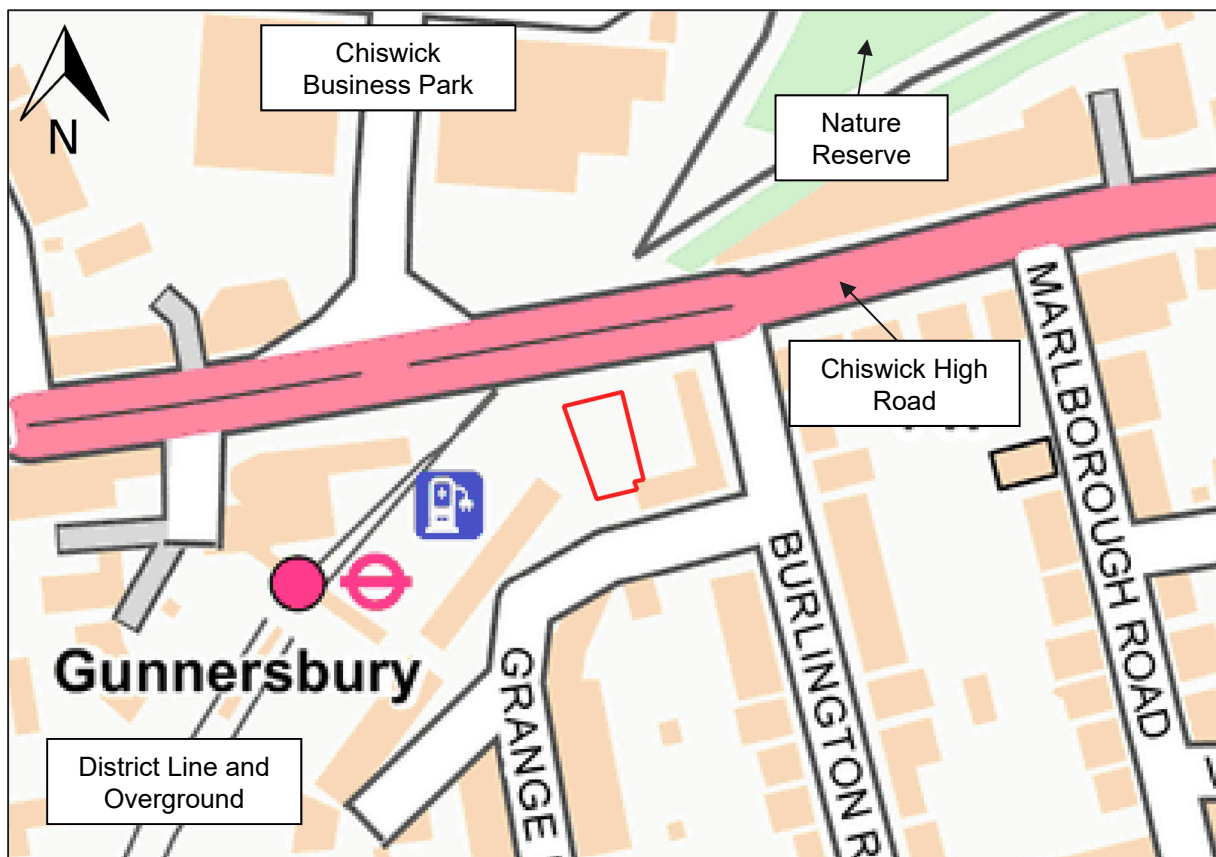 Chiswick
Business Park
Nature
Reserve
N
Chiswick High
Road
MARLBOROUGH ROAD
BURLINGTON R
GRANGE
Gunnersbury
District Line and
Overground